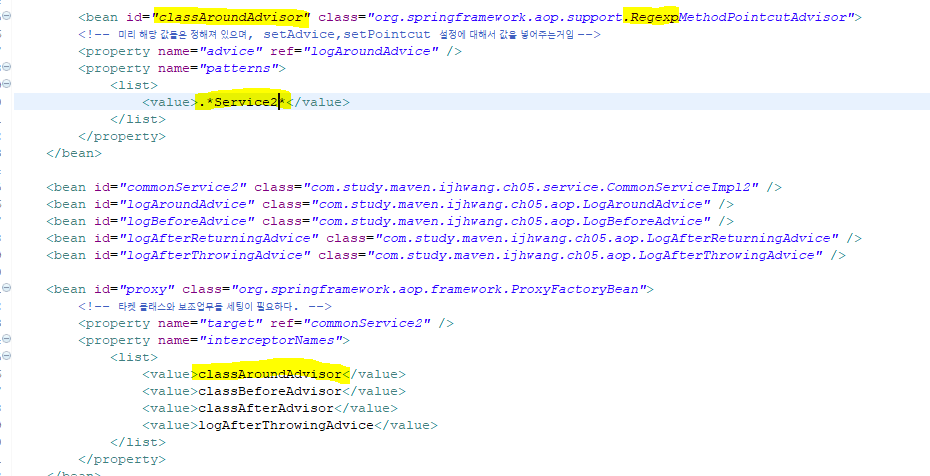 <bean id="classAroundAdvisor" class="org.springframework.aop.support.RegexpMethodPointcutAdvisor">
<!-- 미리 해당 값들은 정해져 있으며, setAdvice,setPointcut 설정에 대해서 값을 넣어주는거임 -->
<property name="advice" ref="logAroundAdvice" />
<property name="patterns">
<list>
<value>.*Service2*</value>
</list>
</property>
</bean>
<bean id="commonService2" class="com.study.maven.ijhwang.ch05.service.CommonServiceImpl2" />
<bean id="logAroundAdvice" class="com.study.maven.ijhwang.ch05.aop.LogAroundAdvice" />
<bean id="logBeforeAdvice" class="com.study.maven.ijhwang.ch05.aop.LogBeforeAdvice" />
<bean id="logAfterReturningAdvice" class="com.study.maven.ijhwang.ch05.aop.LogAfterReturningAdvice" />
<bean id="logAfterThrowingAdvice" class="com.study.maven.ijhwang.ch05.aop.LogAfterThrowingAdvice" />
<bean id="proxy" class="org.springframework.aop.framework.ProxyFactoryBean">
<!-- 타켓 클래스와 보조업무를 세팅이 필요하다. -->
<property name="target" ref="commonService2" />
<property name="interceptorNames">
<list>
<value>classAroundAdvisor</value>
<value>classBeforeAdvisor</value>
<value>classAfterAdvisor</value>
<value>logAfterThrowingAdvice</value>
</list>
</property>
</bean>